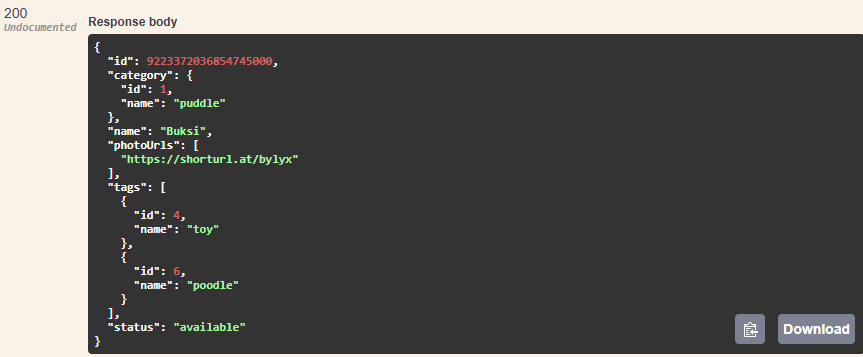 200
Undocumented
Response body
{
  "id": 9223372036854745000,
  "category": {
    "id": 1,
    "name": "puddle"
  },
  "name": "Buksi",
  "photoUrls": [
    "https://shorturl.at/bylyx"
  ],
  "tags": [
    {
      "id": 4,
      "name": "toy"
    },
    {
      "id": 6,
      "name": "poodle"
    }
  ],
  "status": "available"
}
Download